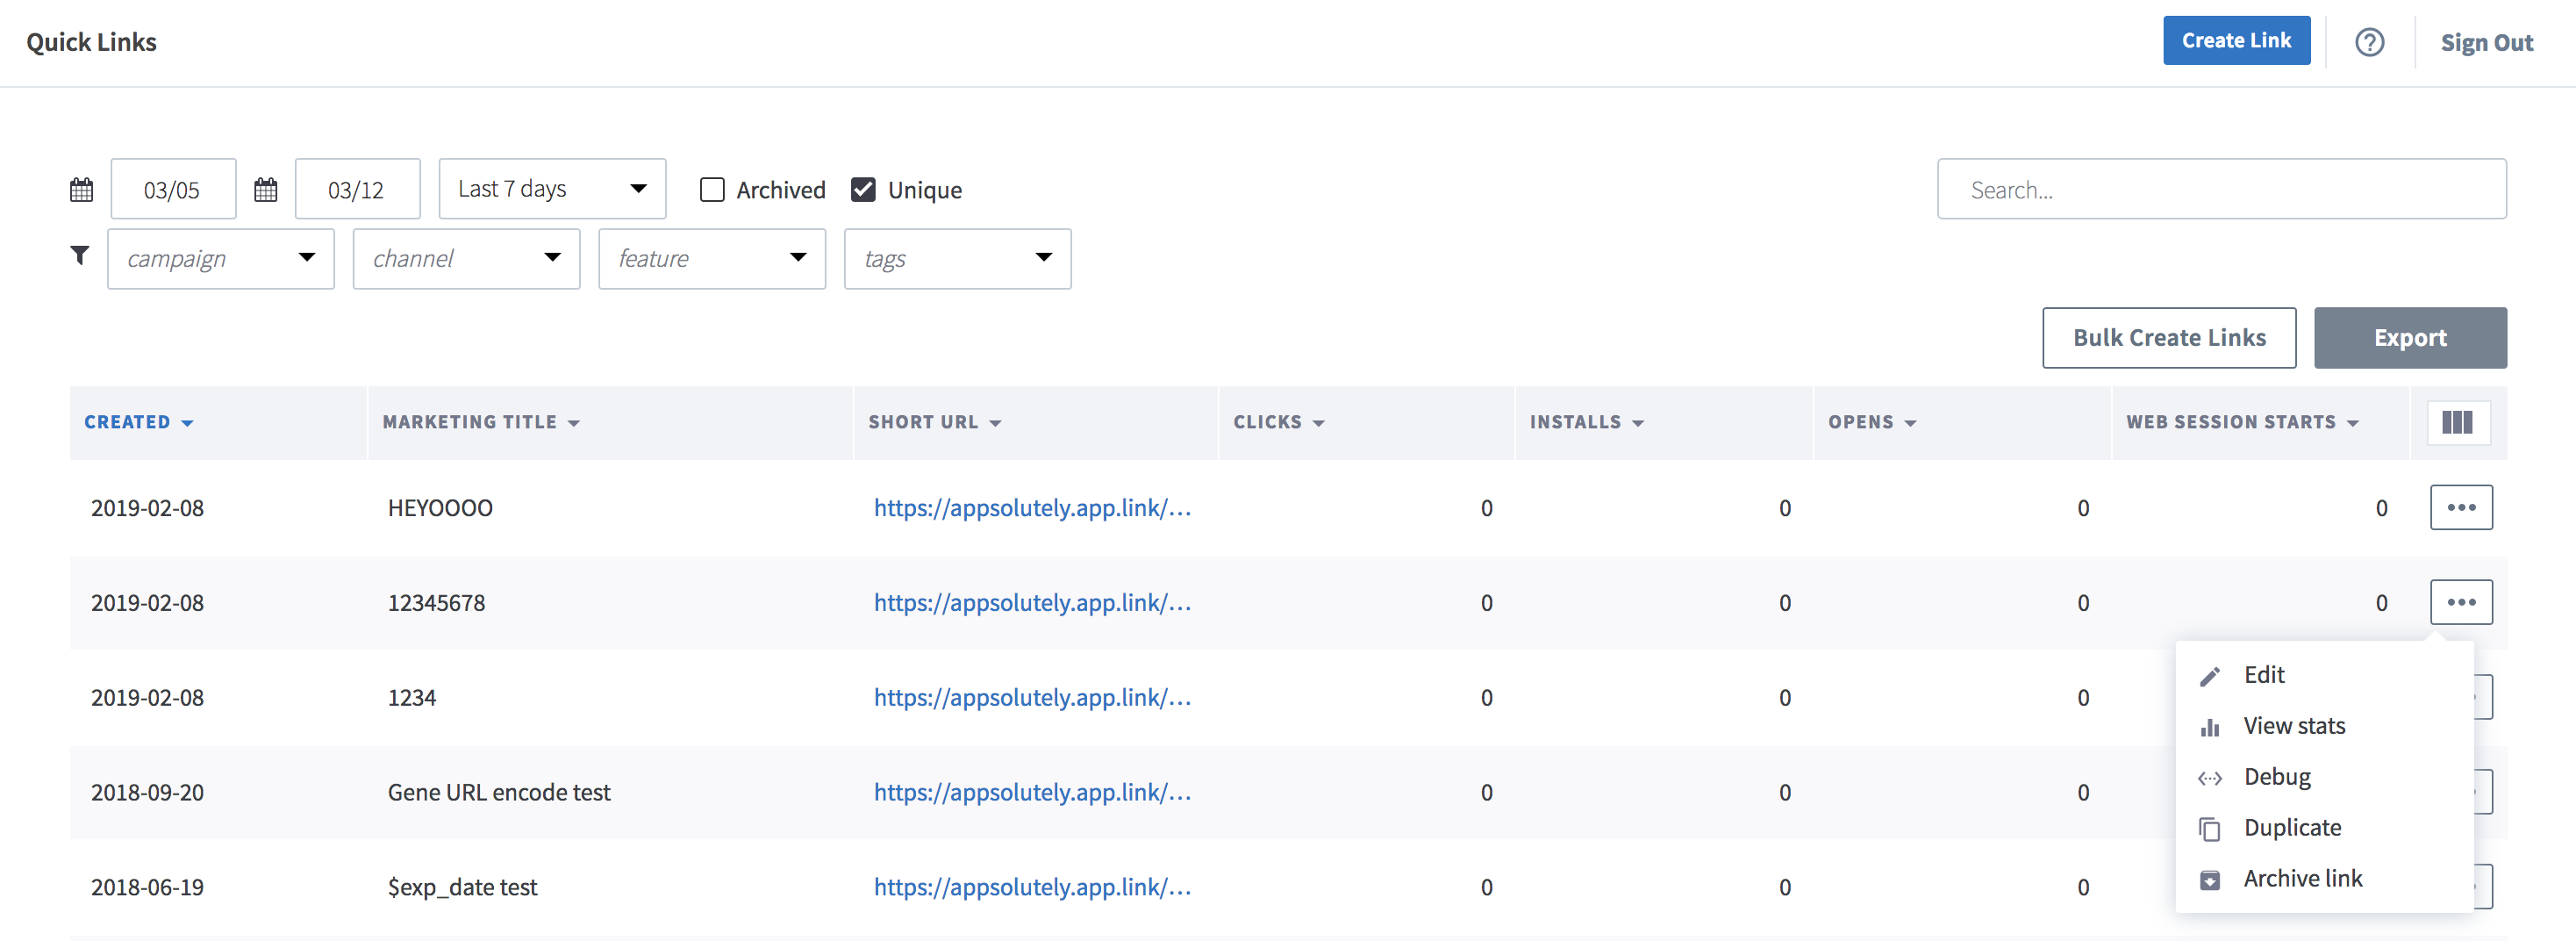 Quick Links Create Link Sign Out
03/05 03/12 Last 7 days Archived Unique Search...
campaign channel feature tags
Bulk Create Links Export
CREATED MARKETING TITLE SHORT URL CLICKS INSTALLS OPENS WEB SESSION STARTS
2019-02-08 HEYOOOO https://appsolutely.app.link/... 0 0 0 0
2019-02-08 12345678 https://appsolutely.app.link/... 0 0 0 0
2019-02-08 1234 https://appsolutely.app.link/... 0 0 0
2018-09-20 Gene URL encode test https://appsolutely.app.link/... 0 0 0
2018-06-19 $exp_date test https://appsolutely.app.link/... 0 0 0
Edit
View stats
Debug
Duplicate
Archive link